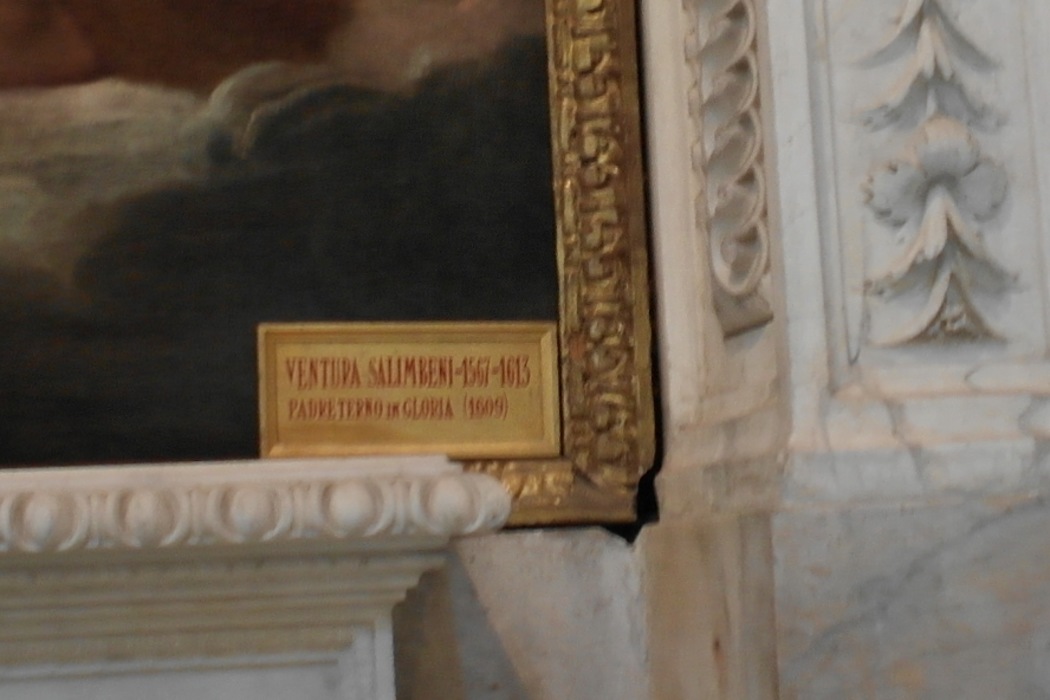 VENTURA SALIMBENI-1567-1613
PADRETERNO IN GLORIA (1609)